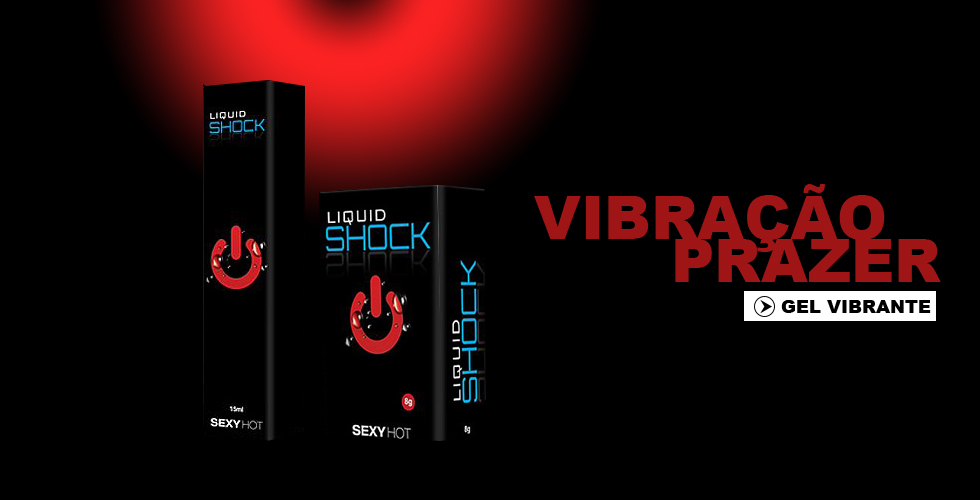 LIQUID
SHOCK
15ml
SEXY HOT
LIQUID
SHOCK
8g
SEXY HOT
LIQUID
SHOCK
8g
VIBRAÇÃO
PRAZER
GEL VIBRANTE